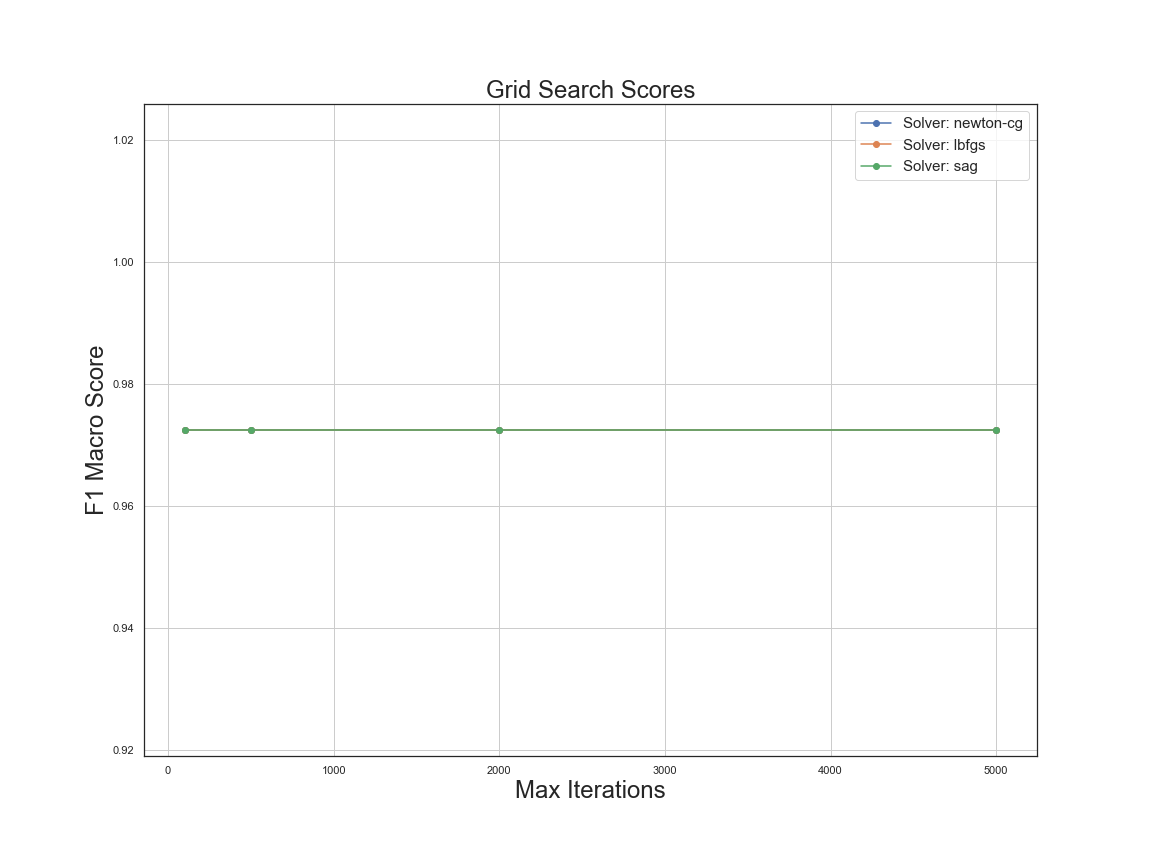 Grid Search Scores
Solver: newton-cg
Solver: lbfgs
Solver: sag
1.02
1.00
0.98
0.96
0.94
0.92
F1 Macro Score
0 1000 2000 3000 4000 5000
Max Iterations